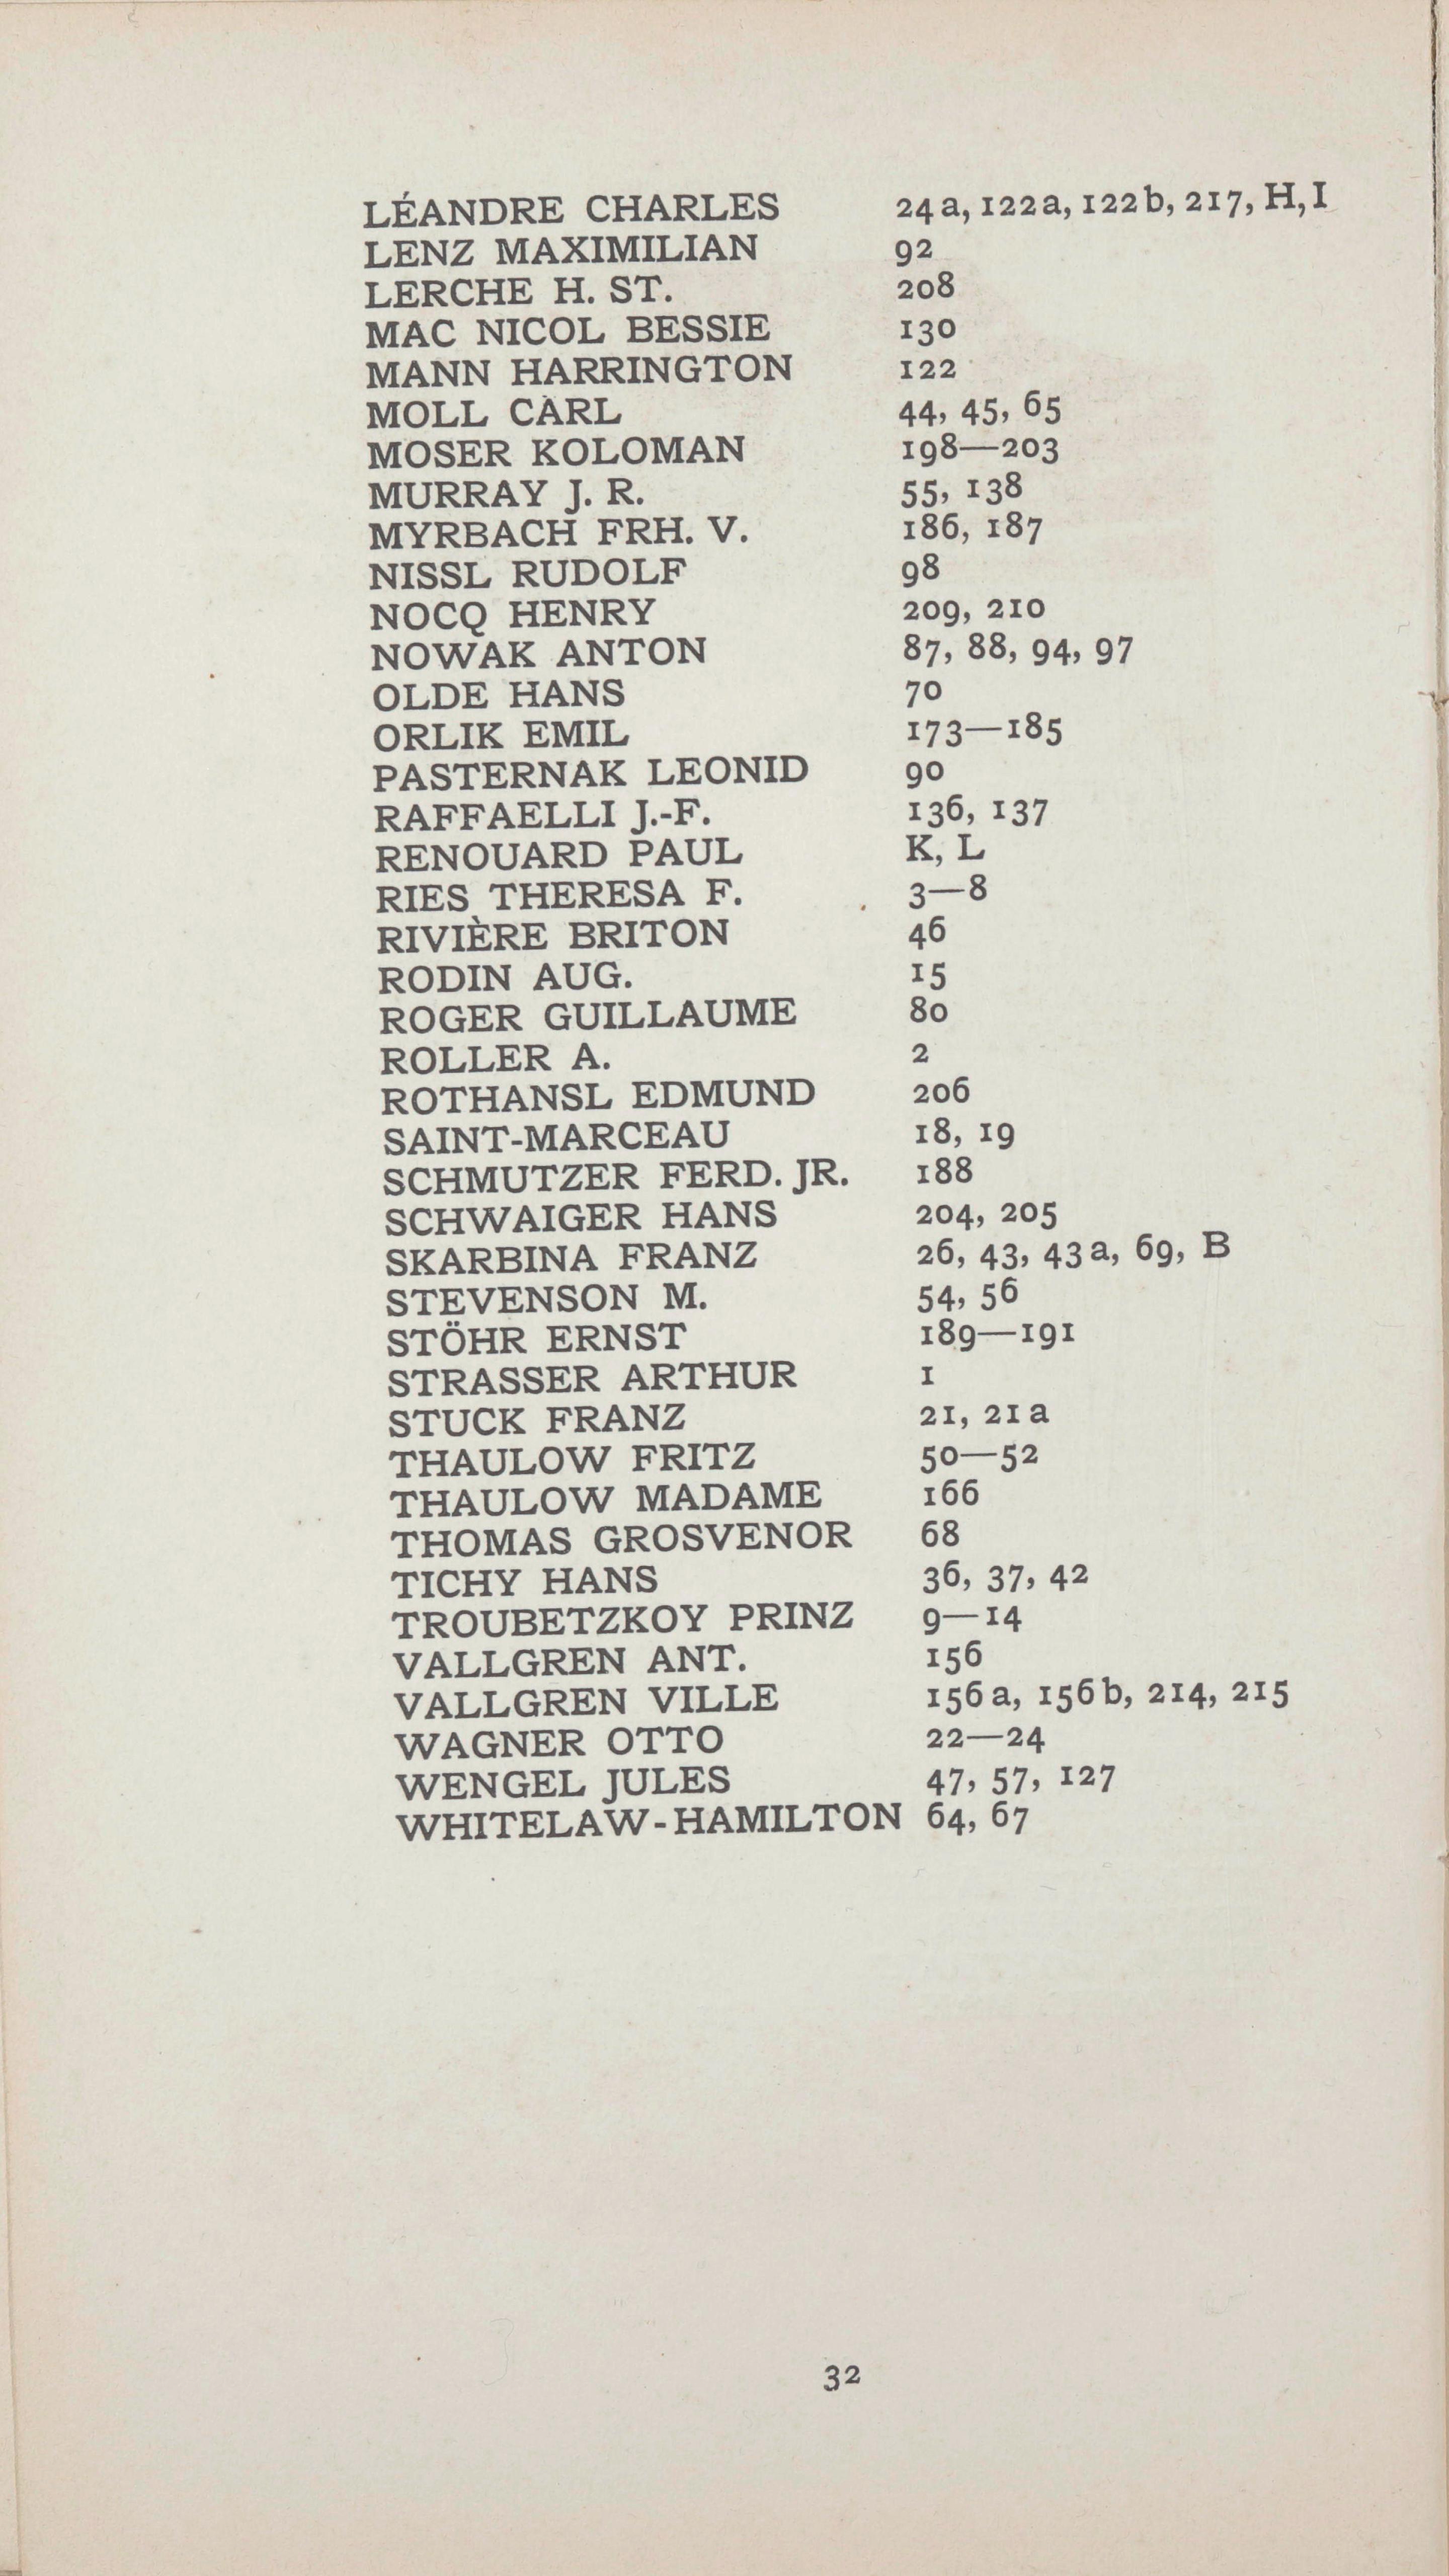 LÉANDRE CHARLES 24 a, 122 a, 122 b, 217, H, I
LENZ MAXIMILIAN 92
LERCHE H. ST. 208
MAC NICOL BESSIE 130
MANN HARRINGTON 122
MOLL CARL 44, 45, 65
MOSER KOLOMAN 198—203
MURRAY J. R. 55, 138
MYRBACH FRH. V. 186, 187
NISSL RUDOLF 98
NOCQ HENRY 209, 210
NOWAK ANTON 87, 88, 94, 97
OLDE HANS 70
ORLIK EMIL 173—185
PASTERNAK LEONID 90
RAFFAELLI J.-F. 136, 137
RENOUARD PAUL K, L
RIES THERESA F. 3—8
RIVIÈRE BRITON 46
RODIN AUG. 15
ROGER GUILLAUME 80
ROLLER A. 2
ROTHANSL EDMUND 206
SAINT-MARCEAU 18, 19
SCHMUTZER FERD. JR. 188
SCHWAIGER HANS 204, 205
SKARBINA FRANZ 26, 43, 43 a, 69, B
STEVENSON M. 54, 56
STÖHR ERNST 189—191
STRASSER ARTHUR 1
STUCK FRANZ 21, 21 a
THAULOW FRITZ 50—52
THAULOW MADAME 166
THOMAS GROSVENOR 68
TICHY HANS 36, 37, 42
TROUBETZKOY PRINZ 9—14
VALLGREN ANT. 156
VALLGREN VILLE 156 a, 156 b, 214, 215
WAGNER OTTO 22—24
WENGEL JULES 47, 57, 127
WHITELAW-HAMILTON 64, 67
32